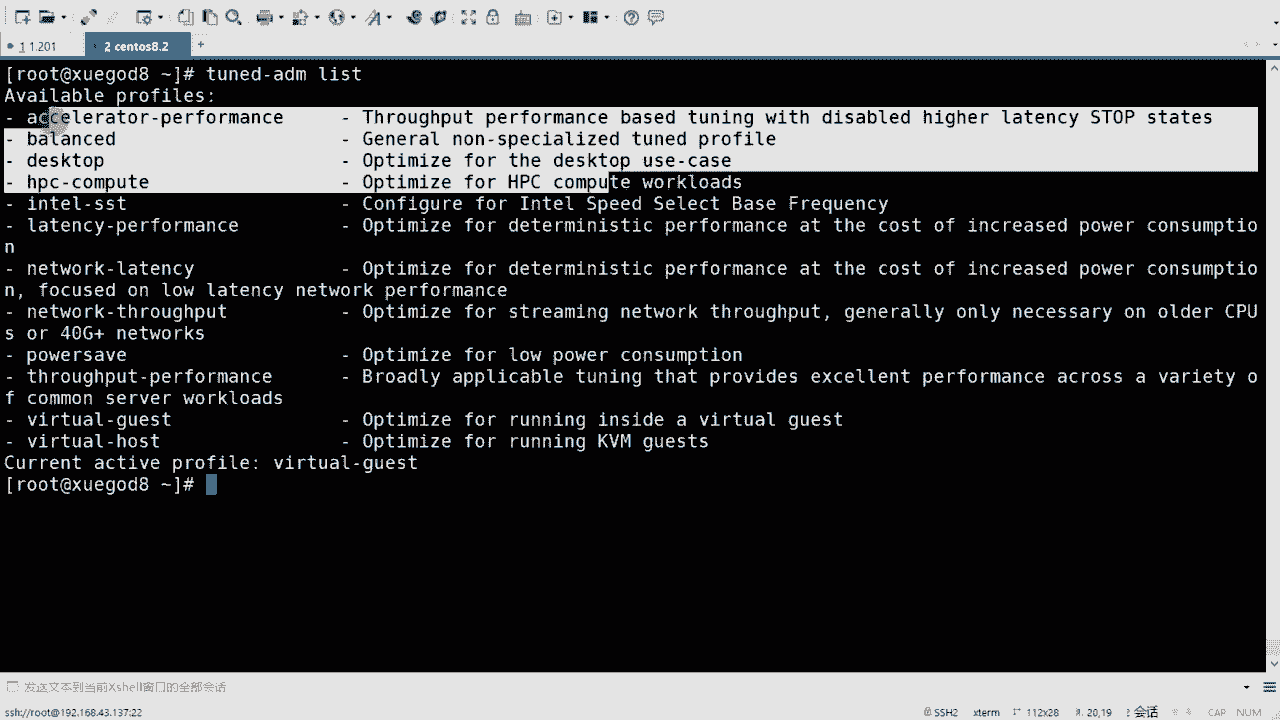 1 1.201
2 centos8.2
+
[root@xuegod8 ~]# tuned-adm list
Available profiles:
- accelerator-performance     - Throughput performance based tuning with disabled higher latency STOP states
- balanced                    - General non-specialized tuned profile
- desktop                     - Optimize for the desktop use-case
- hpc-compute                 - Optimize for HPC compute workloads
- intel-sst                   - Configure for Intel Speed Select Base Frequency
- latency-performance         - Optimize for deterministic performance at the cost of increased power consumptio
n
- network-latency             - Optimize for deterministic performance at the cost of increased power consumptio
n, focused on low latency network performance
- network-throughput          - Optimize for streaming network throughput, generally only necessary on older CPU
s or 40G+ networks
- powersave                   - Optimize for low power consumption
- throughput-performance      - Broadly applicable tuning that provides excellent performance across a variety o
f common server workloads
- virtual-guest               - Optimize for running inside a virtual guest
- virtual-host                - Optimize for running KVM guests
Current active profile: virtual-guest
[root@xuegod8 ~]#
发送文本到当前Xshell窗口的全部会话
ssh://root@192.168.43.137:22
SSH2 xterm 112x28 20,19 会话 CAP NUM